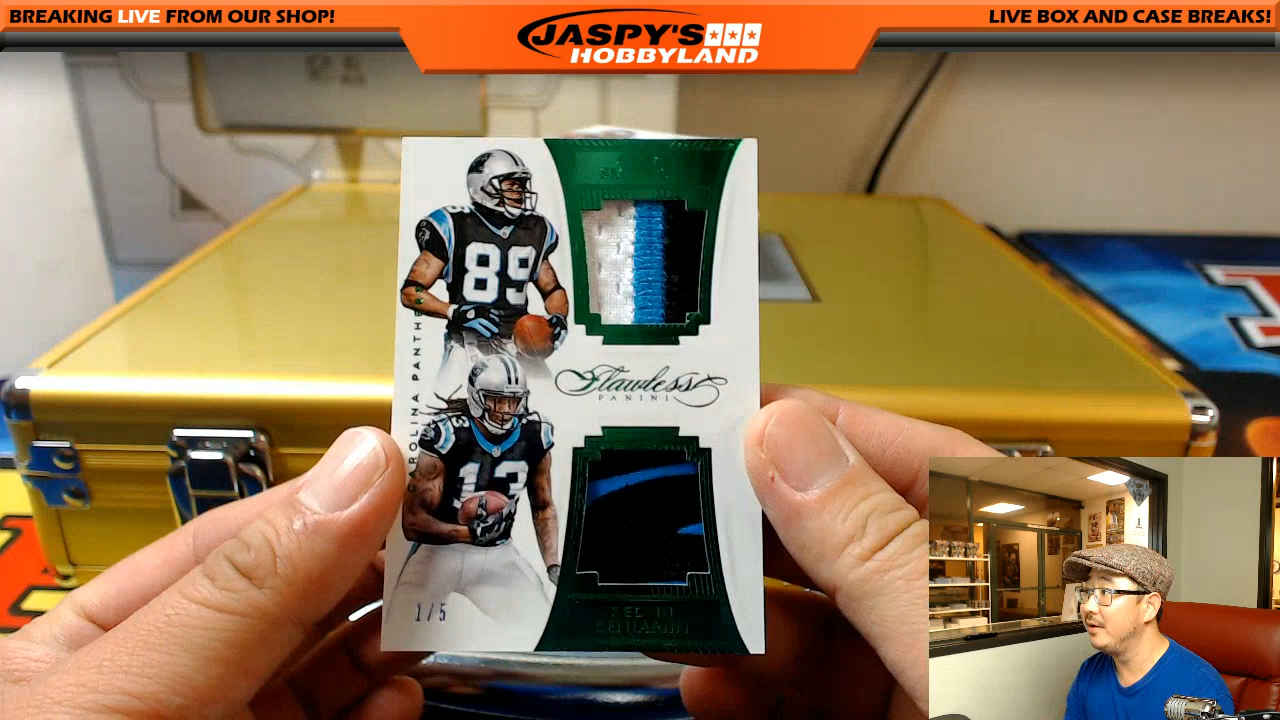 BREAKING LIVE FROM OUR SHOP!
JASPY'S
HOBBYLAND
LIVE BOX AND CASE BREAKS!
89
CAROLINA PANTHERS
Flawless
PANINI
13
1/5
KELVIN
BENJAMIN